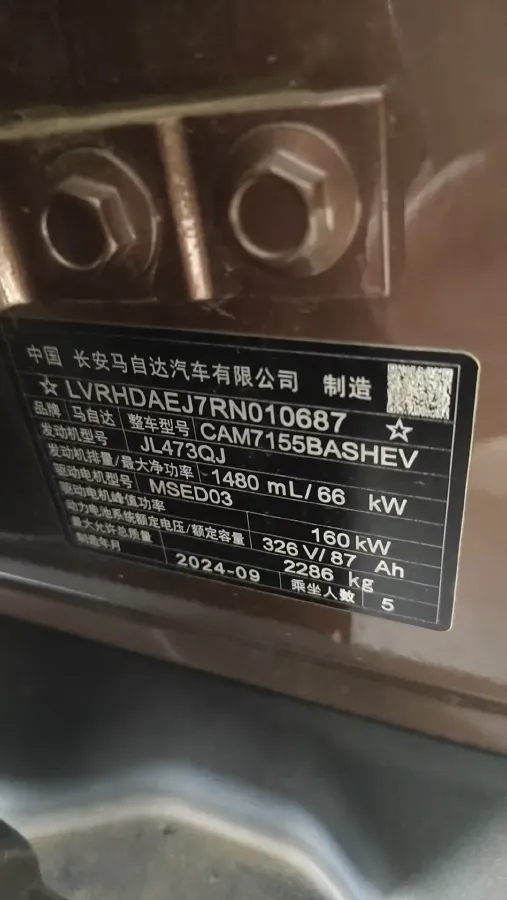 中国 长安马自达汽车有限公司 制造
☆LVRHDAEJ7RN010687☆
品牌 马自达 整车型号 CAM7155BASHEV
发动机型号 JL473QJ
发动机排量/最大净功率 1480 mL/66 kW
驱动电机型号 MSED03
驱动电机峰值功率 160 kW
动力电池系统额定电压/额定容量 326 V/87 Ah
最大允许总质量 2286 kg
制造年月 2024-09 乘坐人数 5